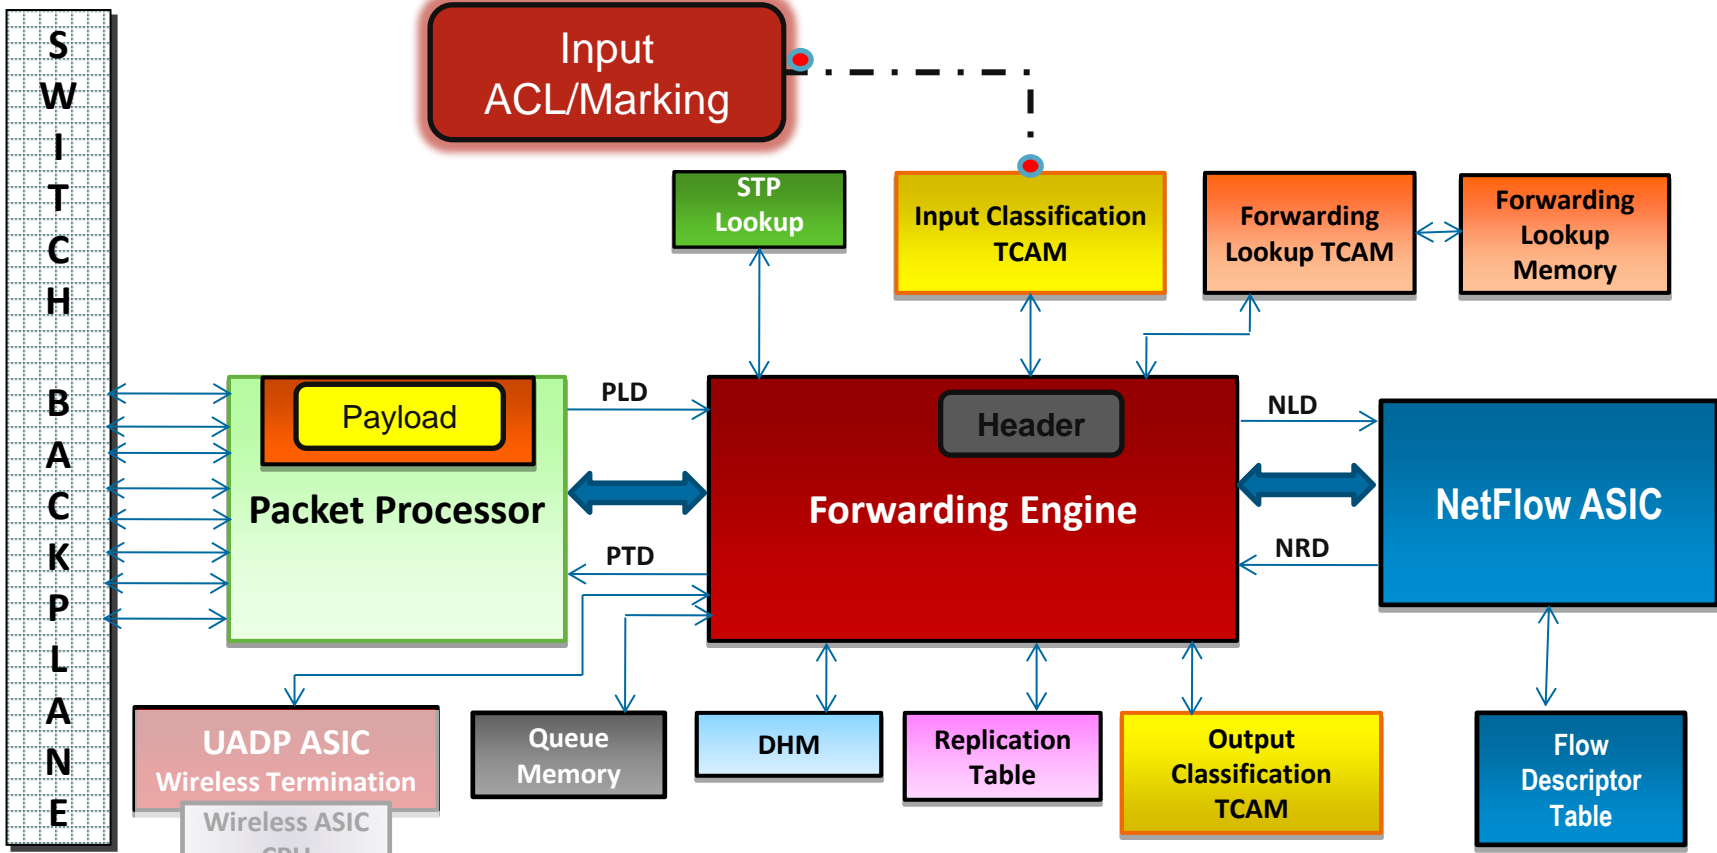 SWITCH BACKPLANE
Input
ACL/Marking
STP
Lookup
Input Classification
TCAM
Forwarding
Lookup TCAM
Forwarding
Lookup
Memory
Payload
Packet Processor
PLD
PTD
Header
Forwarding Engine
NLD
NRD
NetFlow ASIC
UADP ASIC
Wireless Termination
Wireless ASIC
CPU
Queue
Memory
DHM
Replication
Table
Output
Classification
TCAM
Flow
Descriptor
Table